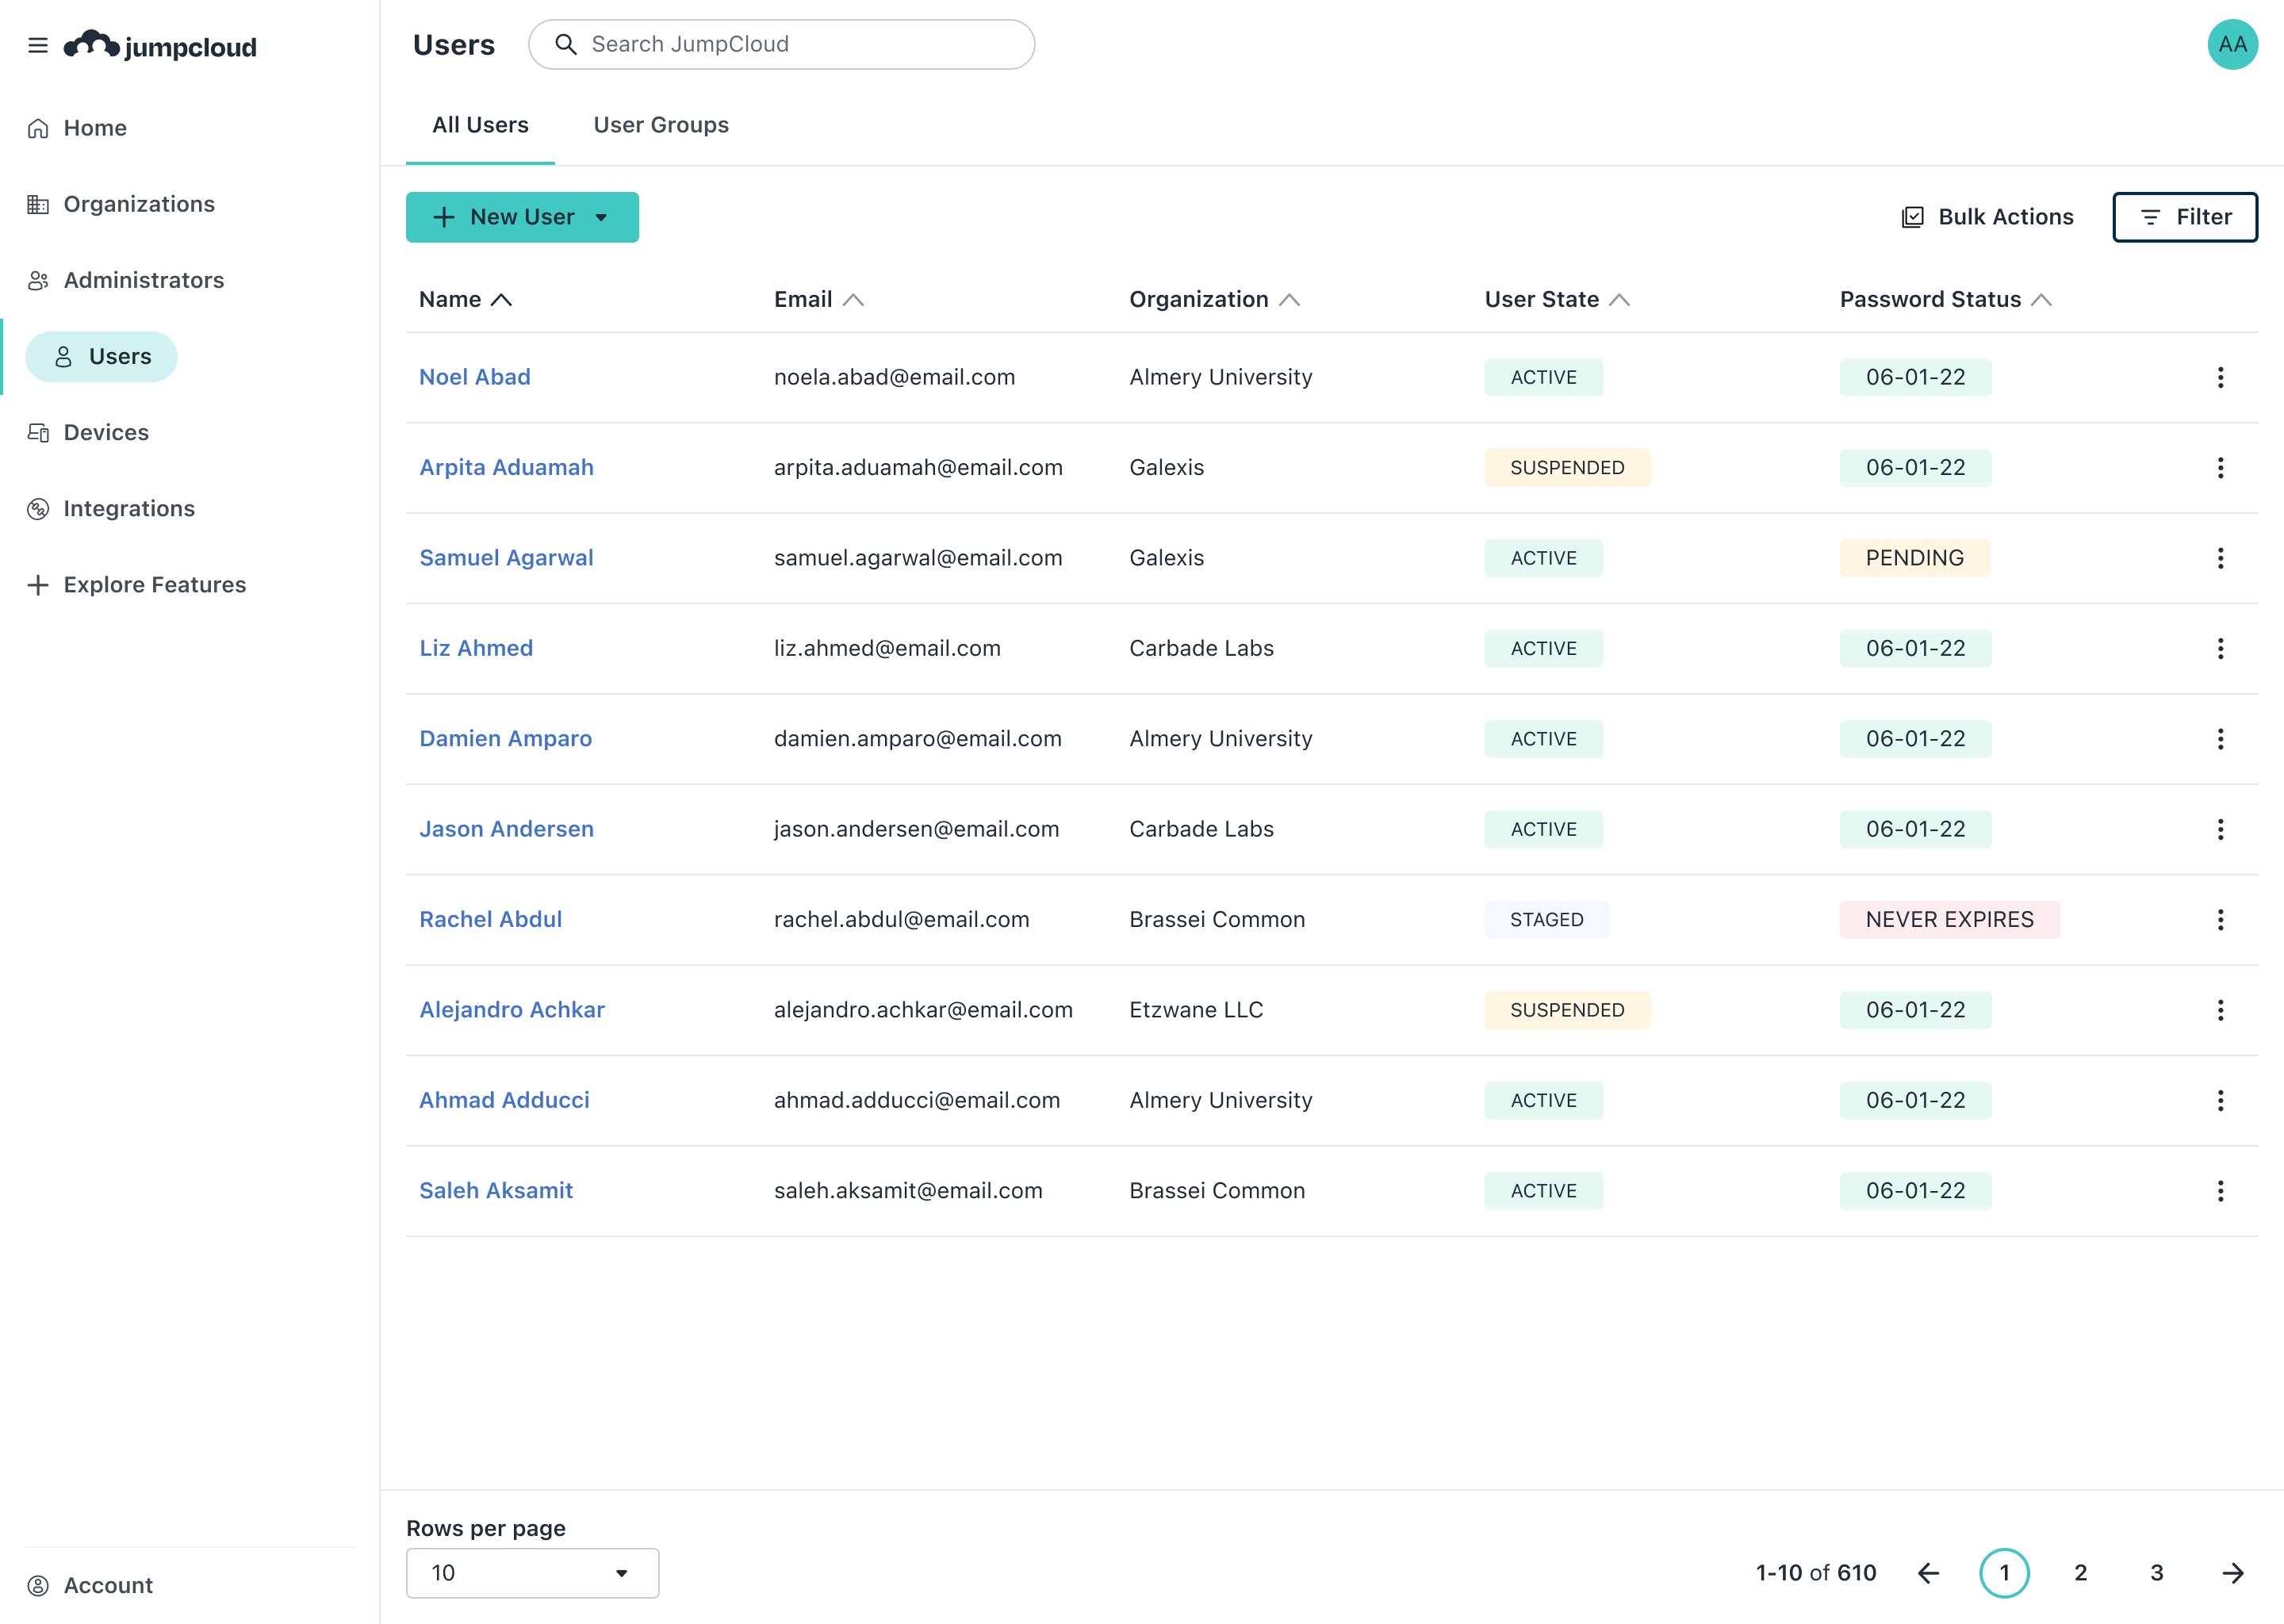 jumpcloud
Home
Organizations
Administrators
Users
Devices
Integrations
Explore Features
Account
Users
Search JumpCloud
AA
All Users User Groups
New User
Bulk Actions
Filter
Name Email Organization User State Password Status
Noel Abad noela.abad@email.com Almery University ACTIVE 06-01-22
Arpita Aduamah arpita.aduamah@email.com Galexis SUSPENDED 06-01-22
Samuel Agarwal samuel.agarwal@email.com Galexis ACTIVE PENDING
Liz Ahmed liz.ahmed@email.com Carbade Labs ACTIVE 06-01-22
Damien Amparo damien.amparo@email.com Almery University ACTIVE 06-01-22
Jason Andersen jason.andersen@email.com Carbade Labs ACTIVE 06-01-22
Rachel Abdul rachel.abdul@email.com Brassei Common STAGED NEVER EXPIRES
Alejandro Achkar alejandro.achkar@email.com Etzwane LLC SUSPENDED 06-01-22
Ahmad Adducci ahmad.adducci@email.com Almery University ACTIVE 06-01-22
Saleh Aksamit saleh.aksamit@email.com Brassei Common ACTIVE 06-01-22
Rows per page
10
1-10 of 610 1 2 3